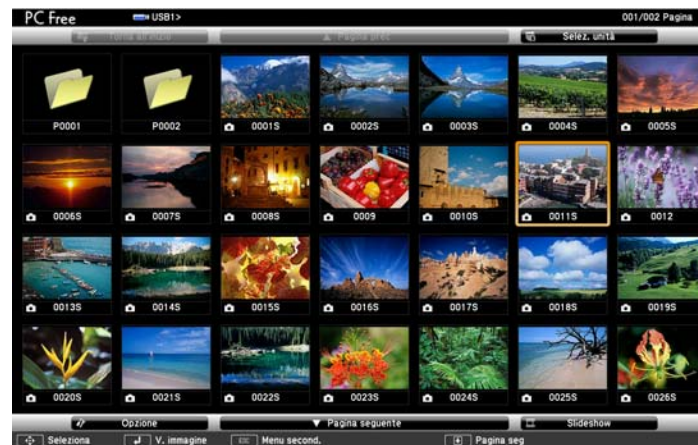 PC Free USB1> 001/002 Pagina
Torna all'inizio ▲ Pagina prec Selez. unità
P0001 P0002 0001S 0002S 0003S 0004S 0005S
0006S 0007S 0008S 0009 0010S 0011S 0012
0013S 0014S 0015S 0016S 0017S 0018S 0019S
0020S 0021S 0022S 0023S 0024S 0025S 0026S
Opzione ▼ Pagina seguente Slideshow
Seleziona V. immagine Esc Menu second. Pagina seg